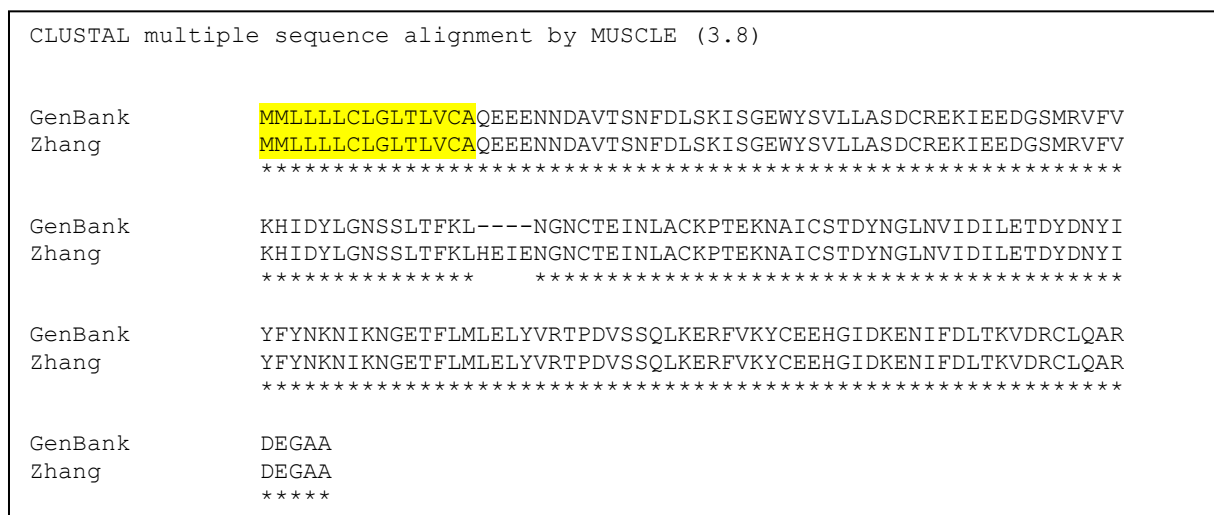 CLUSTAL multiple sequence alignment by MUSCLE (3.8)
GenBank MMLLLLCLGLTLVCAQEEENNDAVTSNFDLSKISGEWYSVLLASDCREKIEEDGSMRVFV
Zhang MMLLLLCLGLTLVCAQEEENNDAVTSNFDLSKISGEWYSVLLASDCREKIEEDGSMRVFV
************************************************************
GenBank KHIDYLGNSSLTFKL----NGNCTEINLACKPTEKNAICSTDYNGLNVIDILETDYDNYI
Zhang KHIDYLGNSSLTFKLHEIENGNCTEINLACKPTEKNAICSTDYNGLNVIDILETDYDNYI
***************    *****************************************
GenBank YFYNKNIKNGETFLMLELYVRTPDVSSQLKERFVKYCEEHGIDKENIFDLTKVDRCLQAR
Zhang YFYNKNIKNGETFLMLELYVRTPDVSSQLKERFVKYCEEHGIDKENIFDLTKVDRCLQAR
************************************************************
GenBank DEGAA
Zhang DEGAA
*****